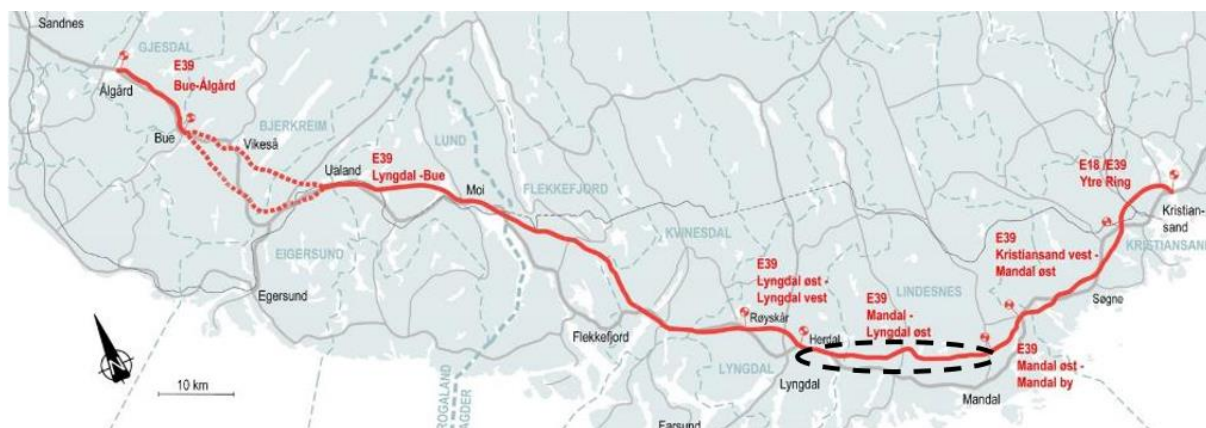 Sandnes
GJESDAL
E39
Bue-Ålgård
Ålgård
Bue
BJERKREIM
Vikeså
Ualand
E39
Lyngdal -Bue
LUND
Moi
FLEKKEFJORD
EIGERSUND
Egersund
KVINESDAL
Flekkefjord
E39
Lyngdal øst -
Lyngdal vest
Røyskår
E39
Mandal -
Lyngdal øst
LINDESNES
Herdal
E18 /E39
Ytre Ring
Kristian-
sand
KRISTIANSAND
E39
Kristiansand vest -
Mandal øst
Søgne
E39
Mandal øst -
Mandal by
LYNGDAL
Lyngdal
Mandal
Farsund
ROGALAND
AGDER
N
10 km